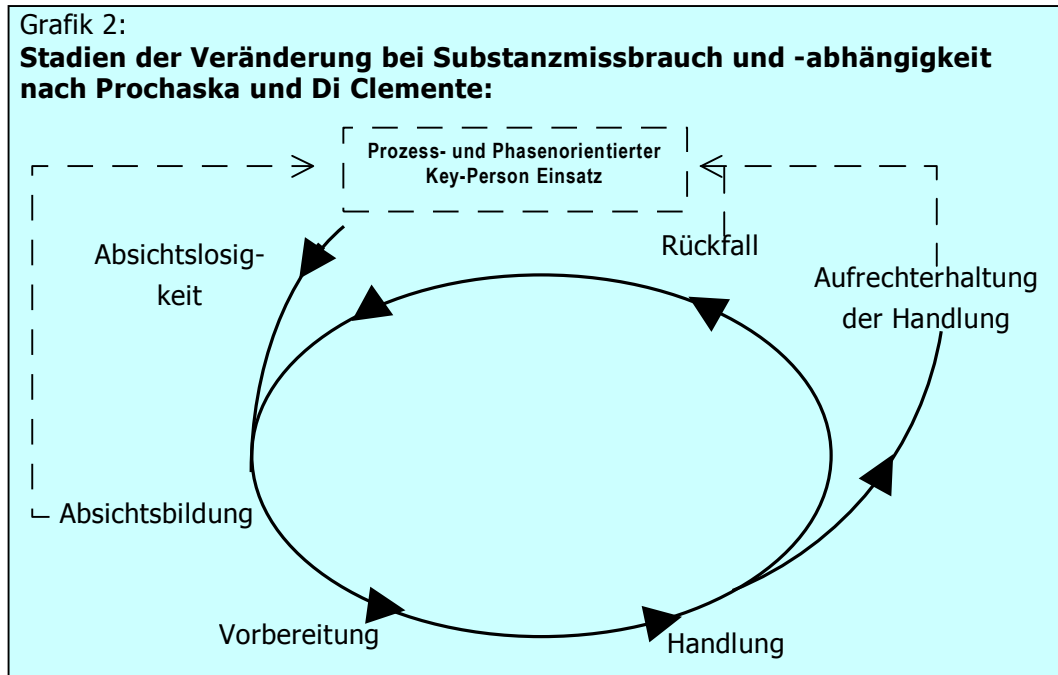 Grafik 2:
Stadien der Veränderung bei Substanzmissbrauch und -abhängigkeit
nach Prochaska und Di Clemente:
Prozess- und Phasenorientierter
Key-Person Einsatz
Absichtslosig-
keit
Rückfall
Aufrechterhaltung
der Handlung
Absichtsbildung
Vorbereitung
Handlung